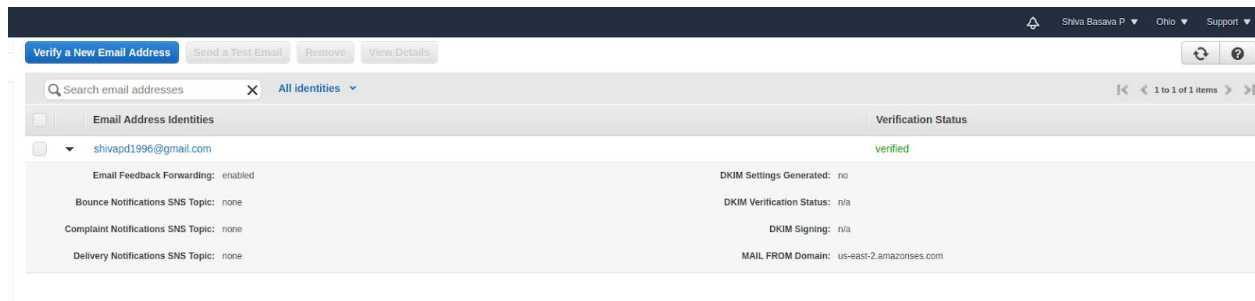 Shiva Basava P Ohio Support
Verify a New Email Address Send a Test Email Remove View Details
Search email addresses All identities 1 to 1 of 1 items
Email Address Identities Verification Status
shivapd1996@gmail.com verified
Email Feedback Forwarding: enabled DKIM Settings Generated: no
Bounce Notifications SNS Topic: none DKIM Verification Status: n/a
Complaint Notifications SNS Topic: none DKIM Signing: n/a
Delivery Notifications SNS Topic: none MAIL FROM Domain: us-east-2.amazonses.com